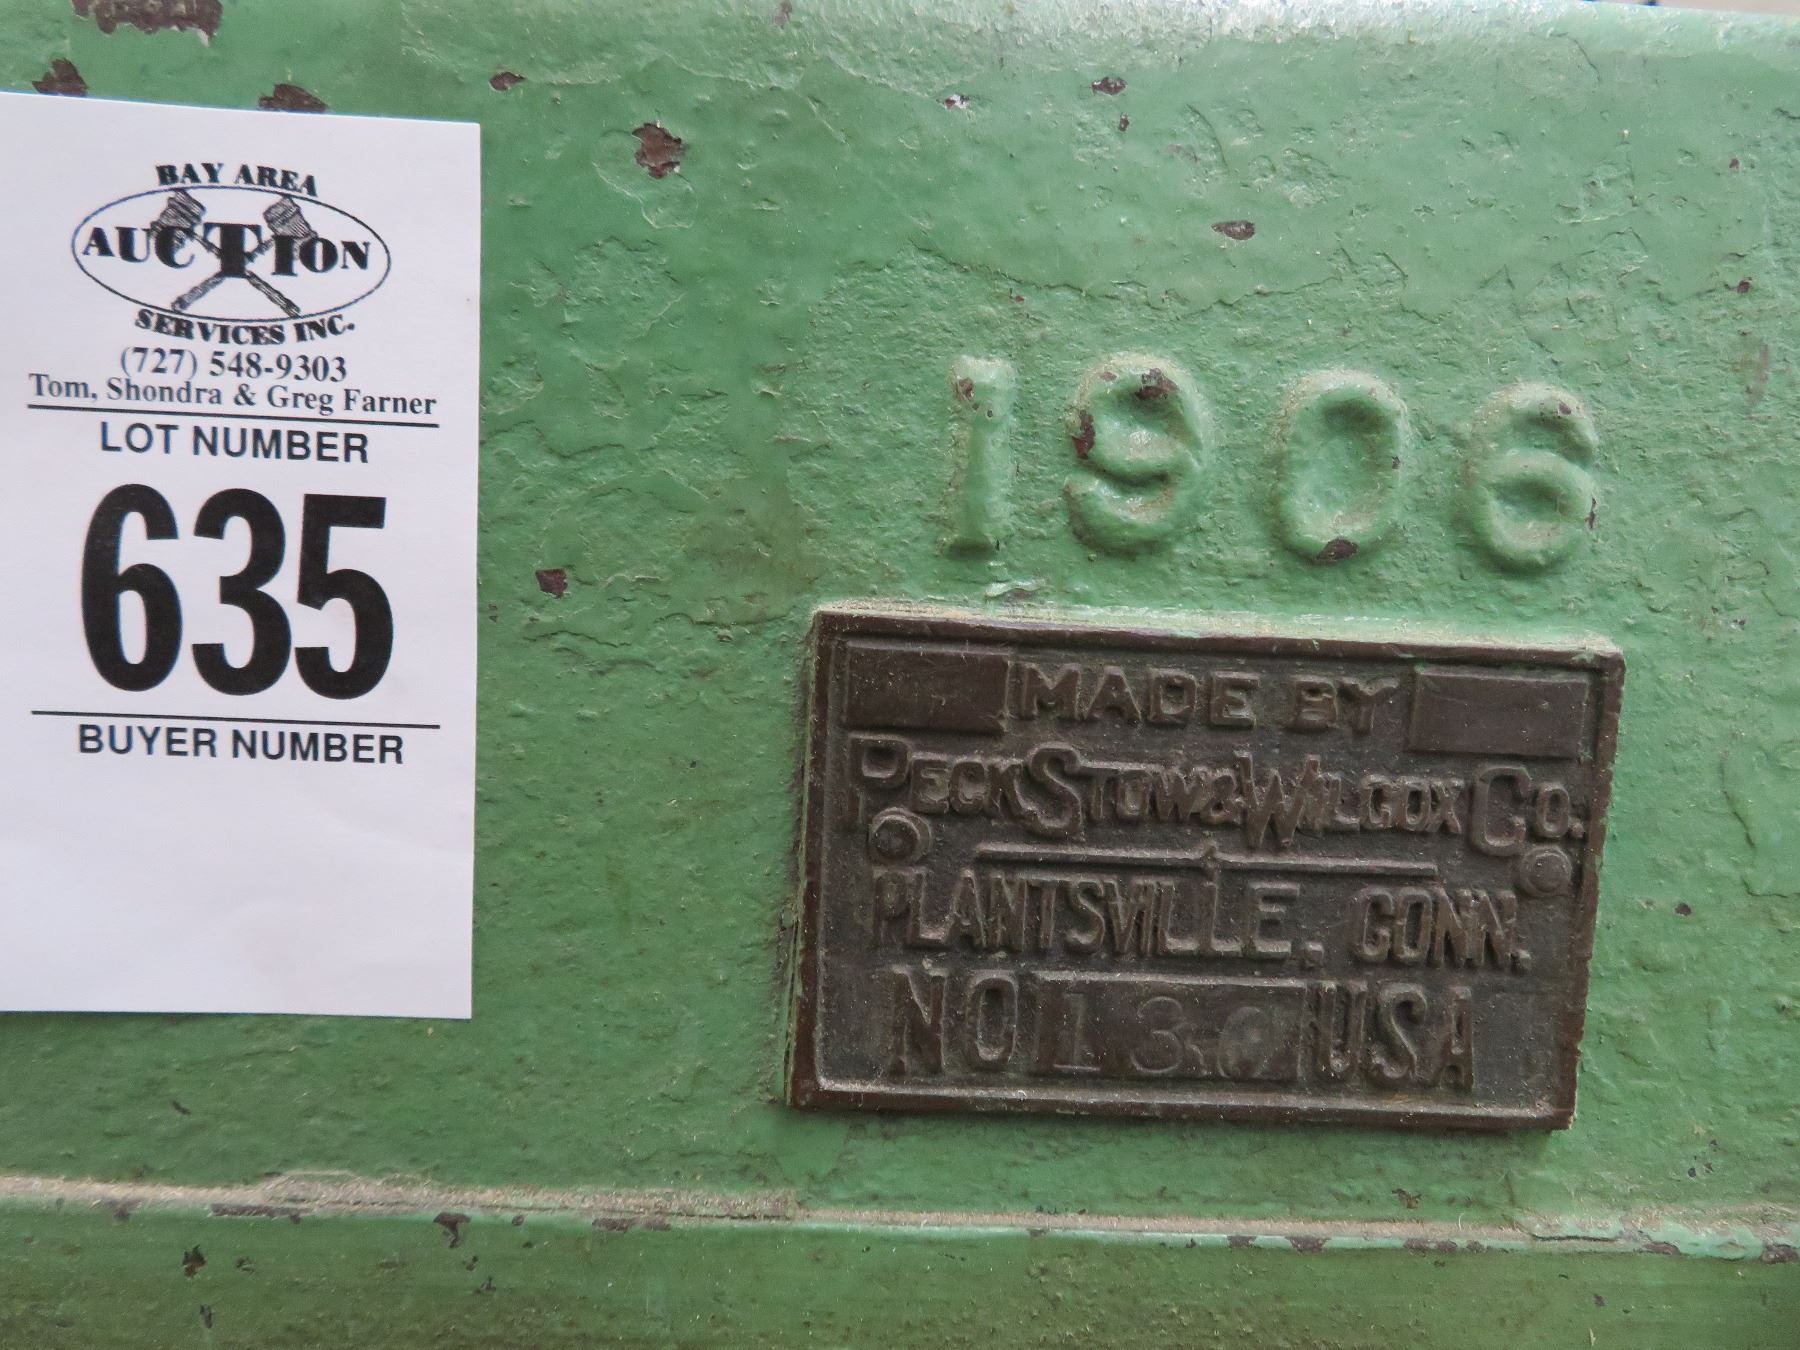 BAY AREA
AUCTION
SERVICES INC.
(727) 548-9303
Tom, Shondra & Greg Farner
LOT NUMBER
635
BUYER NUMBER
1906
MADE BY
PECK STOW & WILCOX CO.
PLANTSVILLE. CONN.
NO 130 USA